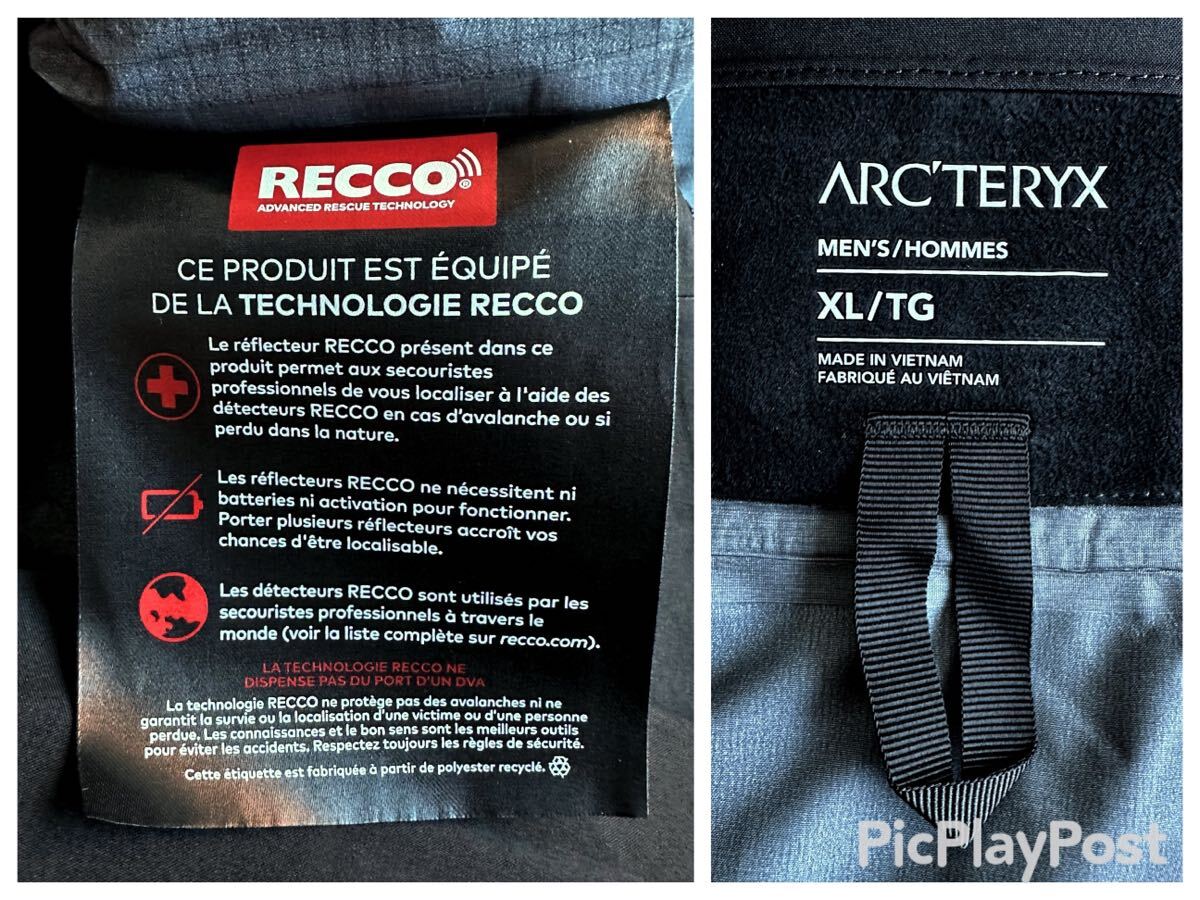 RECCO®
ADVANCED RESCUE TECHNOLOGY
CE PRODUIT EST ÉQUIPÉ
DE LA TECHNOLOGIE RECCO
Le réflecteur RECCO présent dans ce
produit permet aux secouristes
professionnels de vous localiser à l'aide des
détecteurs RECCO en cas d'avalanche ou si
perdu dans la nature.
Les réflecteurs RECCO ne nécessitent ni
batteries ni activation pour fonctionner.
Porter plusieurs réflecteurs accroît vos
chances d'être localisable.
Les détecteurs RECCO sont utilisés par les
secouristes professionnels à travers le
monde (voir la liste complète sur recco.com).
LA TECHNOLOGIE RECCO NE
DISPENSE PAS DU PORT D'UN DVA
La technologie RECCO ne protège pas des avalanches ni ne
garantit la survie ou la localisation d'une victime ou d'une personne
perdue. Les connaissances et le bon sens sont les meilleurs outils
pour éviter les accidents. Respectez toujours les règles de sécurité.
Cette étiquette est fabriquée à partir de polyester recyclé.
ARC'TERYX
MEN'S/HOMMES
XL/TG
MADE IN VIETNAM
FABRIQUÉ AU VIÊTNAM
PicPlayPost